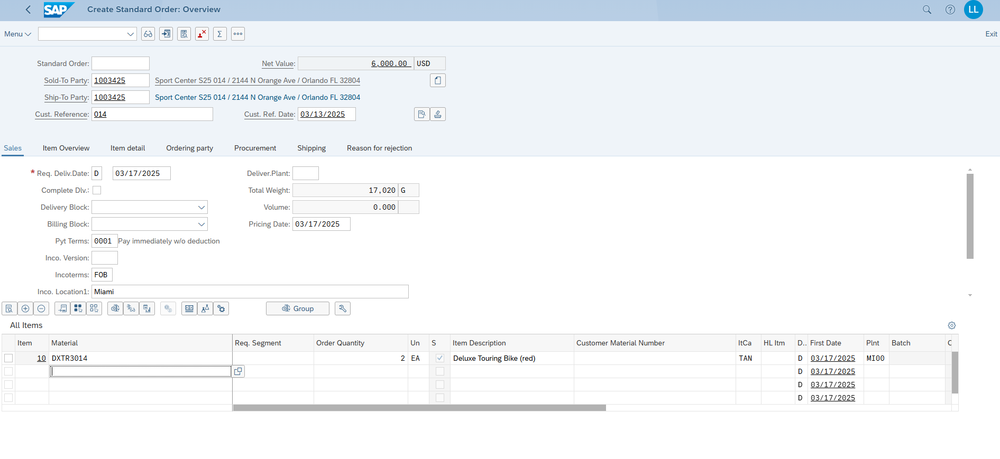 SAP Create Standard Order: Overview LL
Menu Exit
Standard Order: Net Value: 6,000.00 USD
Sold-To Party: 1003425 Sport Center S25 014 / 2144 N Orange Ave / Orlando FL 32804
Ship-To Party: 1003425 Sport Center S25 014 / 2144 N Orange Ave / Orlando FL 32804
Cust. Reference: 014 Cust. Ref. Date: 03/13/2025
Sales Item Overview Item detail Ordering party Procurement Shipping Reason for rejection
* Req. Deliv.Date: D 03/17/2025 Deliver.Plant:
Complete Dlv.: Total Weight: 17,020 G
Delivery Block: Volume: 0.000
Billing Block: Pricing Date: 03/17/2025
Pyt Terms: 0001 Pay immediately w/o deduction
Inco. Version:
Incoterms: FOB
Inco. Location1: Miami
Group
All Items
Item Material Req. Segment Order Quantity Un S Item Description Customer Material Number ItCa HL Itm D.. First Date Plnt Batch C
10 DXTR3014 2 EA Deluxe Touring Bike (red) TAN D 03/17/2025 MI00
D 03/17/2025
D 03/17/2025
D 03/17/2025